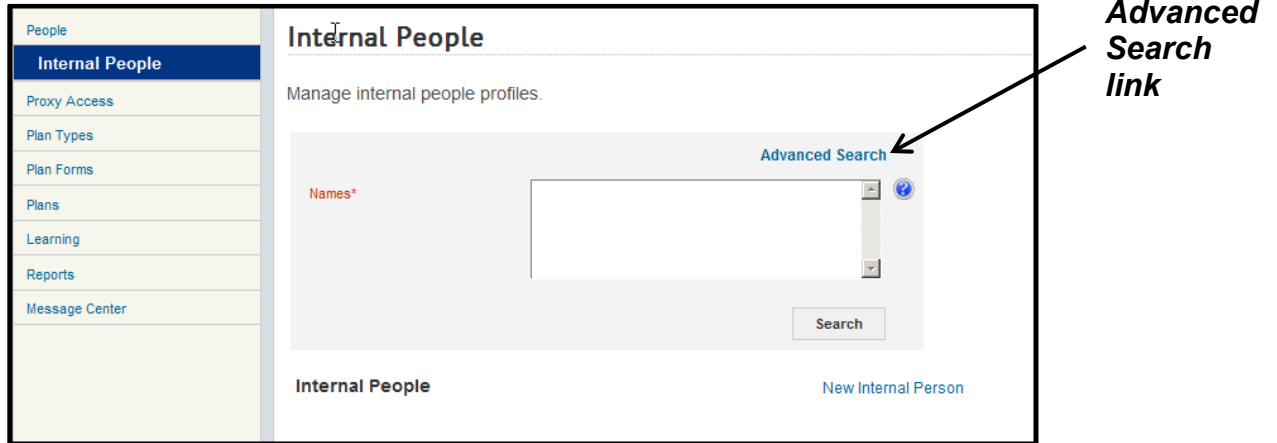 People
Internal People
Proxy Access
Plan Types
Plan Forms
Plans
Learning
Reports
Message Center
Internal People
Manage internal people profiles.
Advanced Search
Names*
Search
Internal People
New Internal Person
Advanced
Search
link